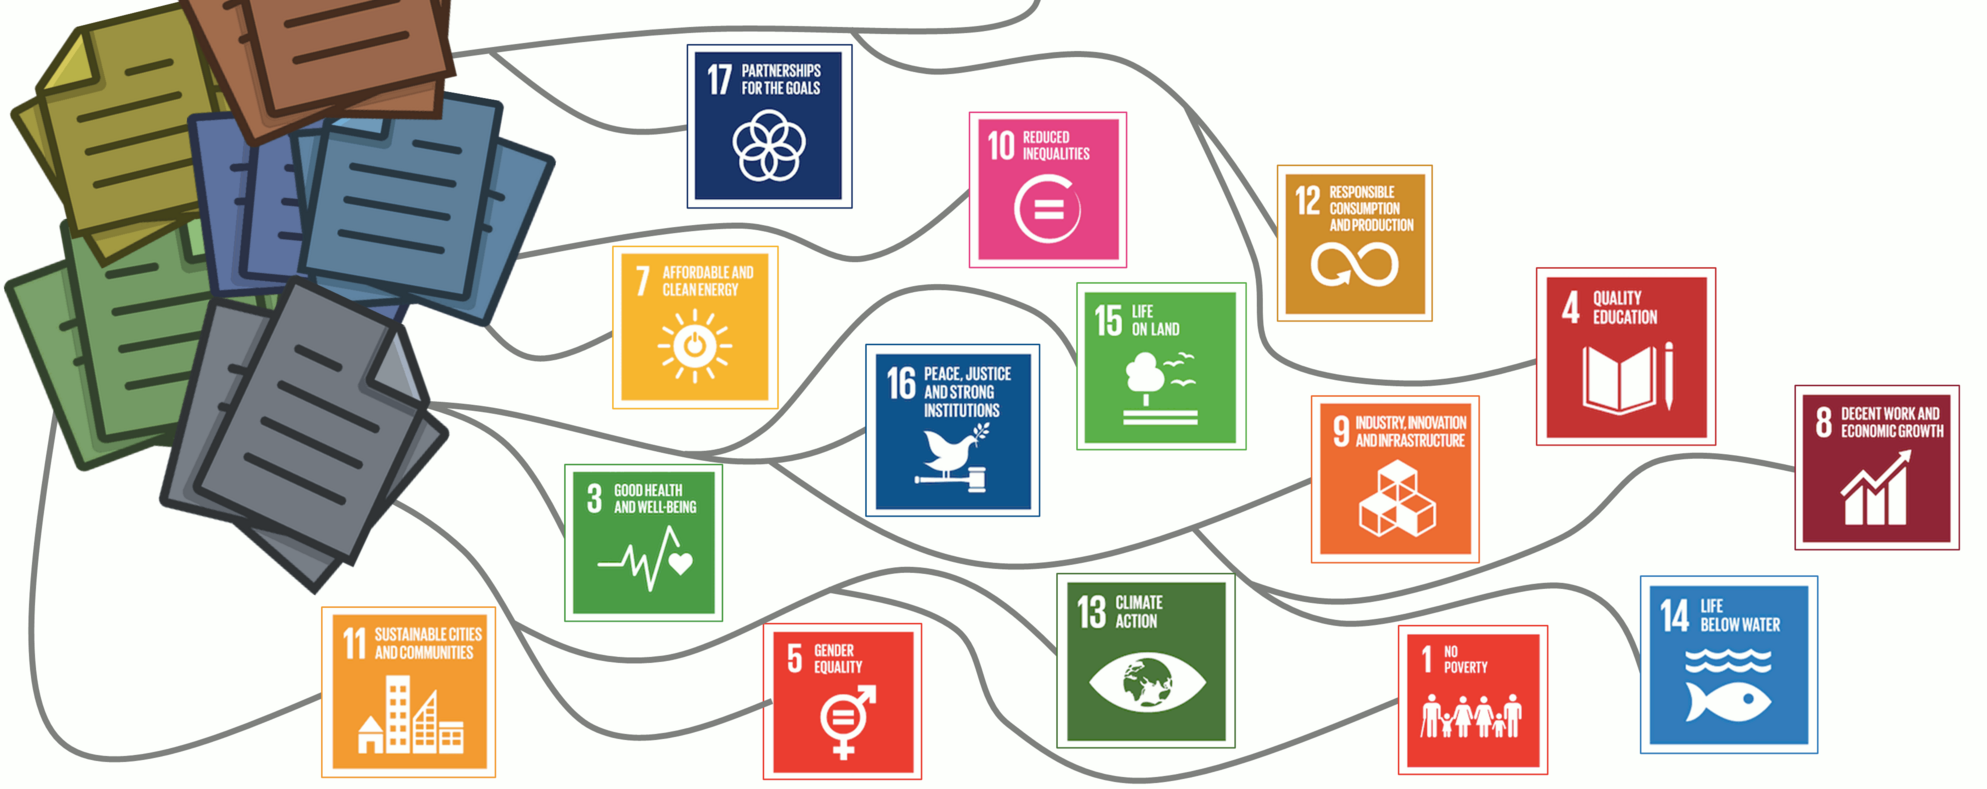 17 PARTNERSHIPS
FOR THE GOALS
10 REDUCED
INEQUALITIES
12 RESPONSIBLE
CONSUMPTION
AND PRODUCTION
7 AFFORDABLE AND
CLEAN ENERGY
15 LIFE
ON LAND
4 QUALITY
EDUCATION
16 PEACE, JUSTICE
AND STRONG
INSTITUTIONS
9 INDUSTRY, INNOVATION
AND INFRASTRUCTURE
8 DECENT WORK AND
ECONOMIC GROWTH
3 GOOD HEALTH
AND WELL-BEING
13 CLIMATE
ACTION
14 LIFE
BELOW WATER
11 SUSTAINABLE CITIES
AND COMMUNITIES
5 GENDER
EQUALITY
1 NO
POVERTY